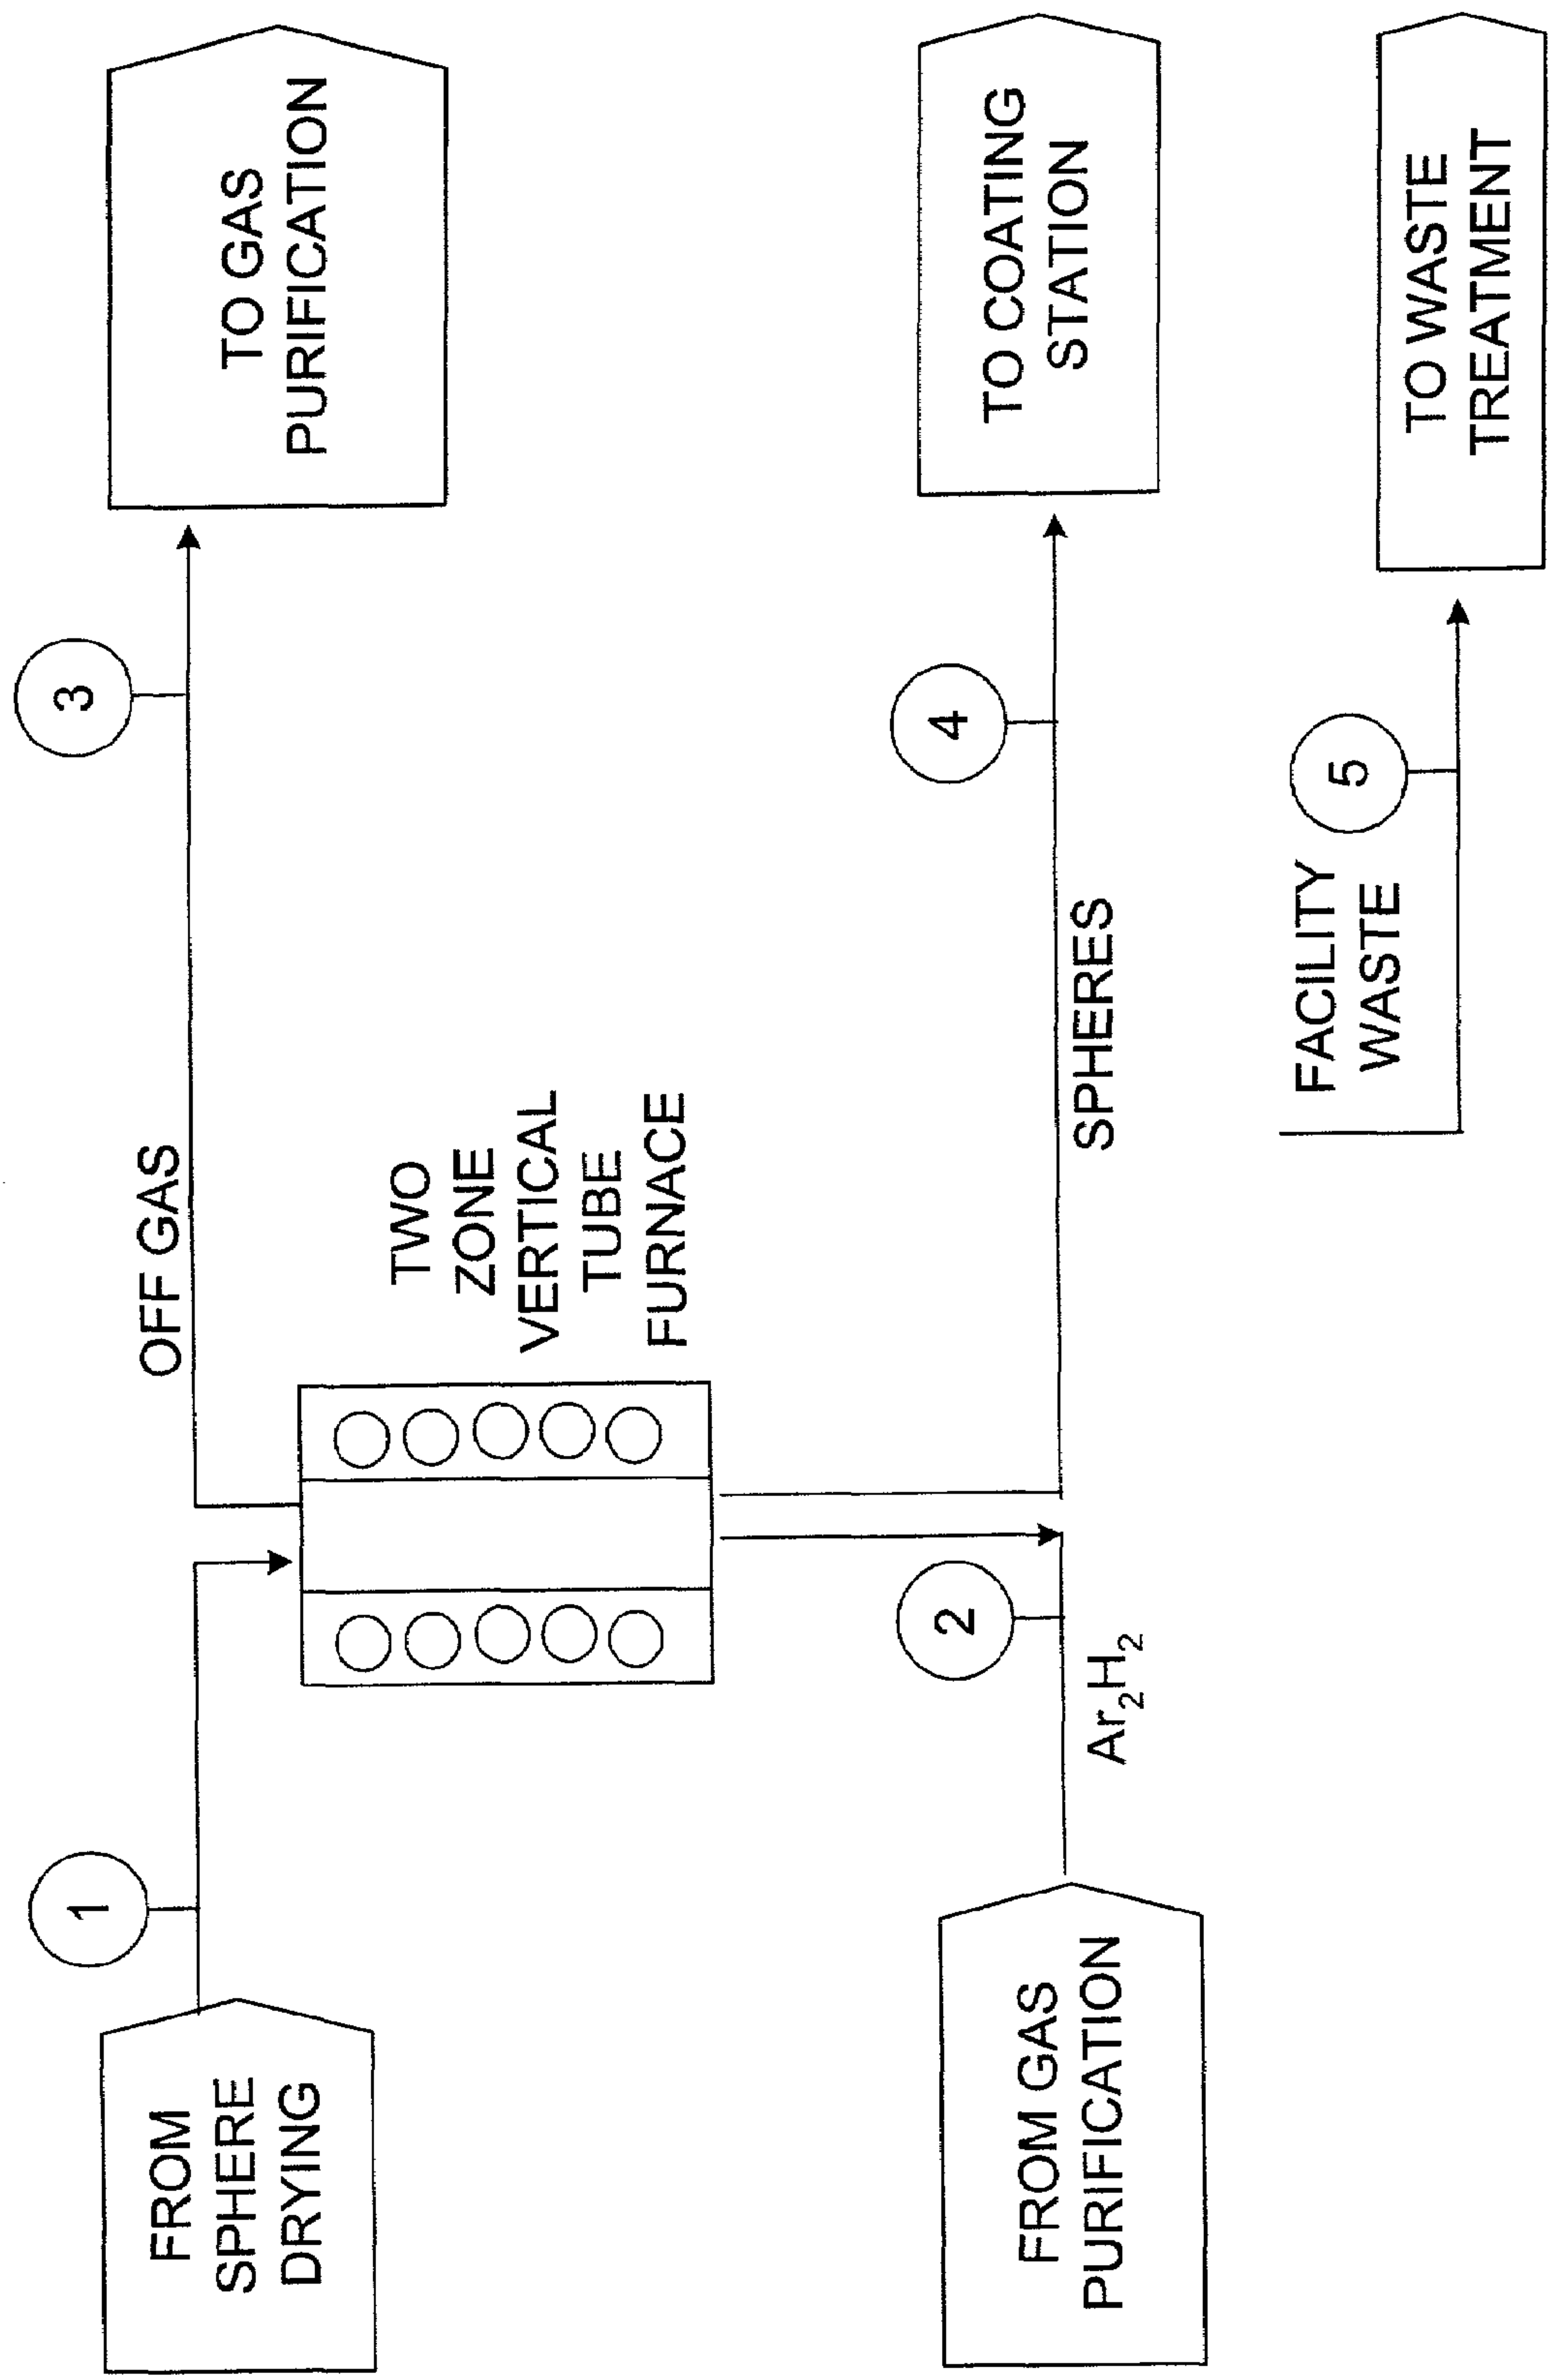 1
3
FROM
SPHERE
DRYING
OFF GAS
TO GAS
PURIFICATION
TWO
ZONE
VERTICAL
TUBE
FURNACE
2
4
FROM GAS
PURIFICATION
Ar₂H₂
SPHERES
TO COATING
STATION
FACILITY
WASTE
5
TO WASTE
TREATMENT